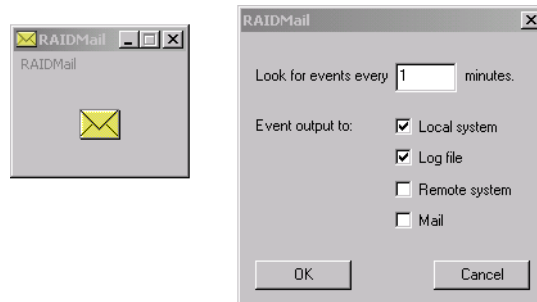 RAIDMail
RAIDMail
RAIDMail
Look for events every 1 minutes.
Event output to: Local system
Log file
Remote system
Mail
OK Cancel